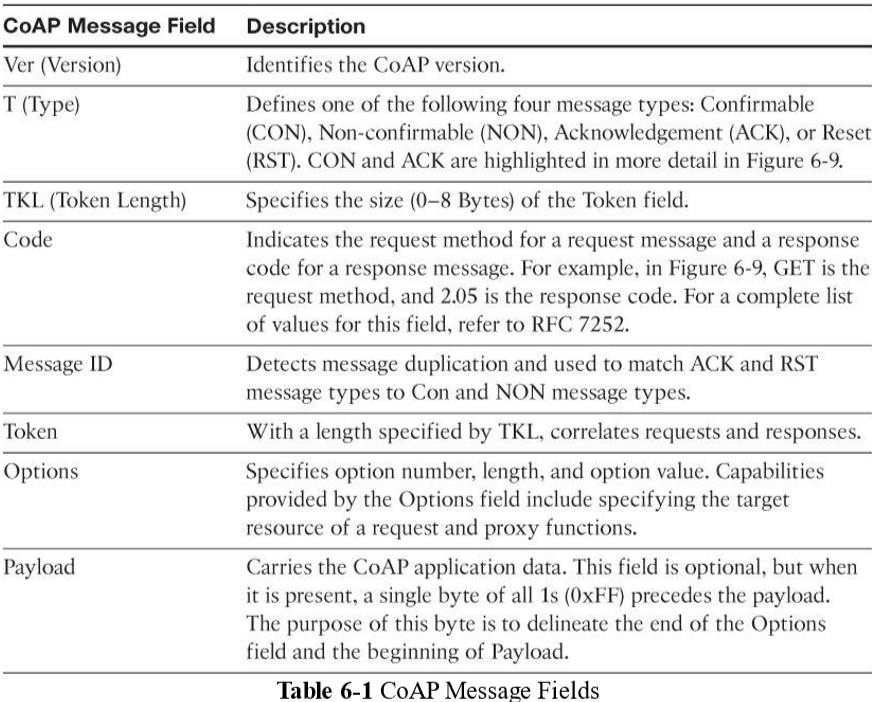 CoAP Message Field Description
Ver (Version) Identifies the CoAP version.
T (Type) Defines one of the following four message types: Confirmable
(CON), Non-confirmable (NON), Acknowledgement (ACK), or Reset
(RST). CON and ACK are highlighted in more detail in Figure 6-9.
TKL (Token Length) Specifies the size (0–8 Bytes) of the Token field.
Code Indicates the request method for a request message and a response
code for a response message. For example, in Figure 6-9, GET is the
request method, and 2.05 is the response code. For a complete list
of values for this field, refer to RFC 7252.
Message ID Detects message duplication and used to match ACK and RST
message types to Con and NON message types.
Token With a length specified by TKL, correlates requests and responses.
Options Specifies option number, length, and option value. Capabilities
provided by the Options field include specifying the target
resource of a request and proxy functions.
Payload Carries the CoAP application data. This field is optional, but when
it is present, a single byte of all 1s (0xFF) precedes the payload.
The purpose of this byte is to delineate the end of the Options
field and the beginning of Payload.
Table 6-1 CoAP Message Fields